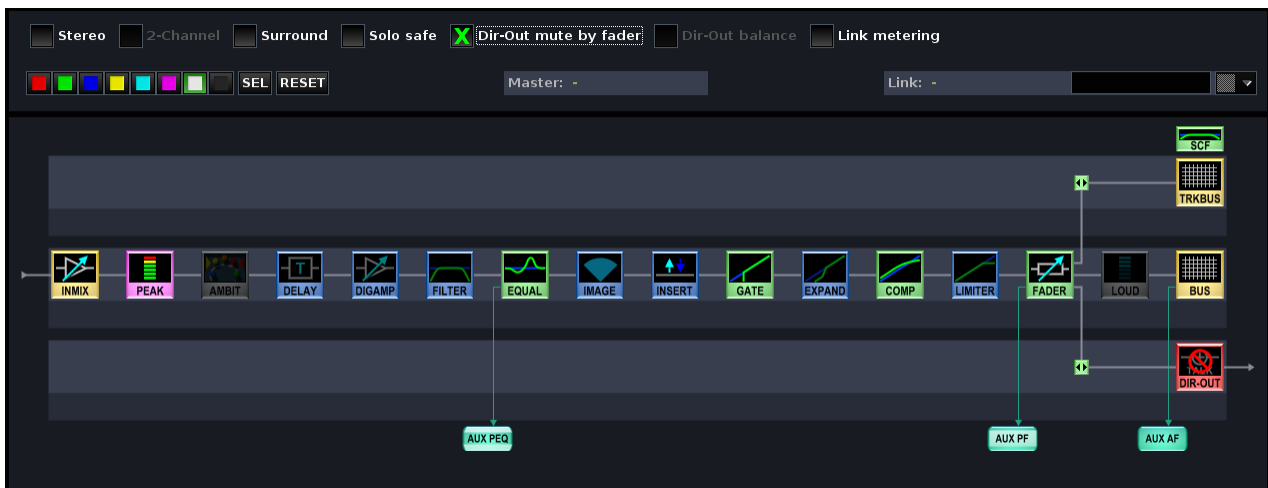 Stereo 2-Channel Surround Solo safe X Dir-Out mute by fader Dir-Out balance Link metering
SEL RESET Master: - Link: -
SCF
TRKBUS
INMIX PEAK AMBIT T DELAY DIGAMP FILTER EQUAL IMAGE INSERT GATE EXPAND COMP LIMITER FADER LOUD BUS
DIR-OUT
AUX PEQ AUX PF AUX AF